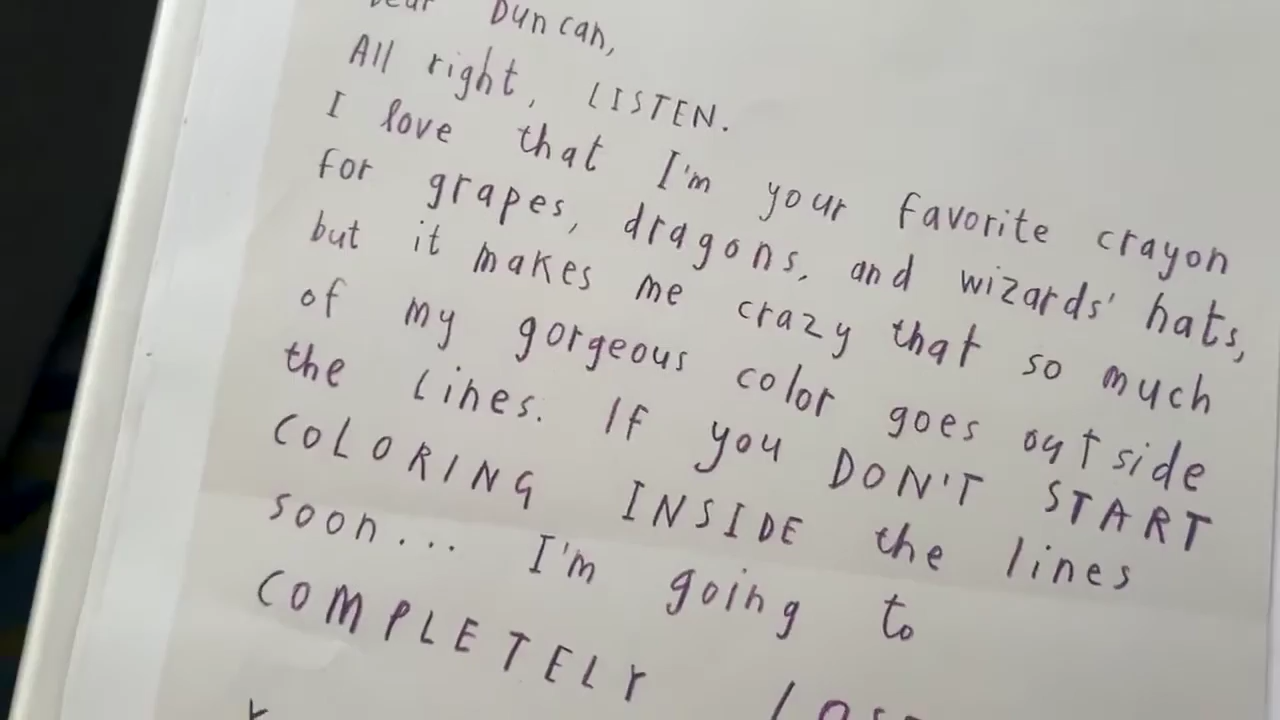 Dear Duncan,
All right, LISTEN.
I love that I'm your favorite crayon
for grapes, dragons, and wizards' hats,
but it makes me crazy that so much
of my gorgeous color goes outside
the lines. If you DON'T START
COLORING INSIDE the lines
soon... I'm going to
COMPLETELY